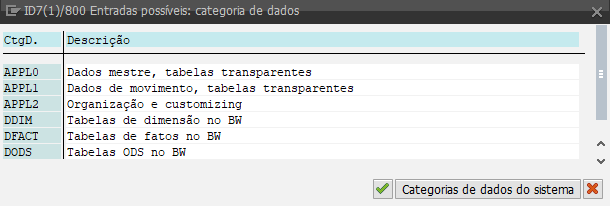 ID7(1)/800 Entradas possíveis: categoria de dados
CtgD. Descrição
APPL0 Dados mestre, tabelas transparentes
APPL1 Dados de movimento, tabelas transparentes
APPL2 Organização e customizing
DDIM Tabelas de dimensão no BW
DFACT Tabelas de fatos no BW
DODS Tabelas ODS no BW
Categorias de dados do sistema